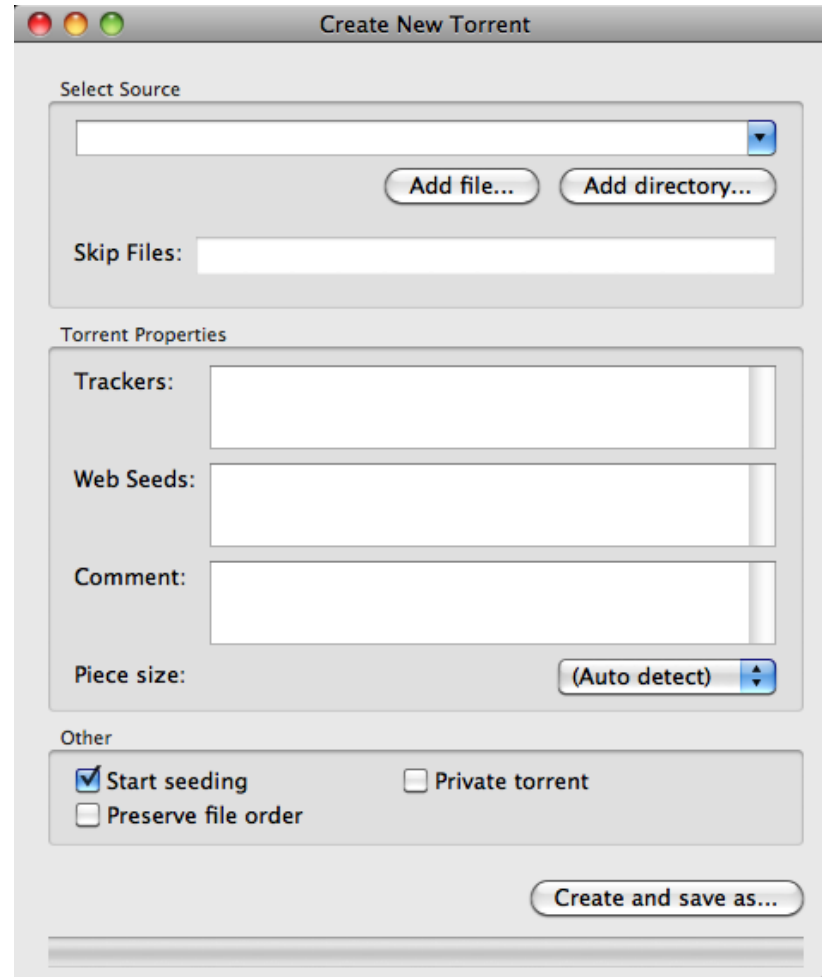 Create New Torrent
Select Source
Add file... Add directory...
Skip Files:
Torrent Properties
Trackers:
Web Seeds:
Comment:
Piece size: (Auto detect)
Other
Start seeding Private torrent
Preserve file order
Create and save as...